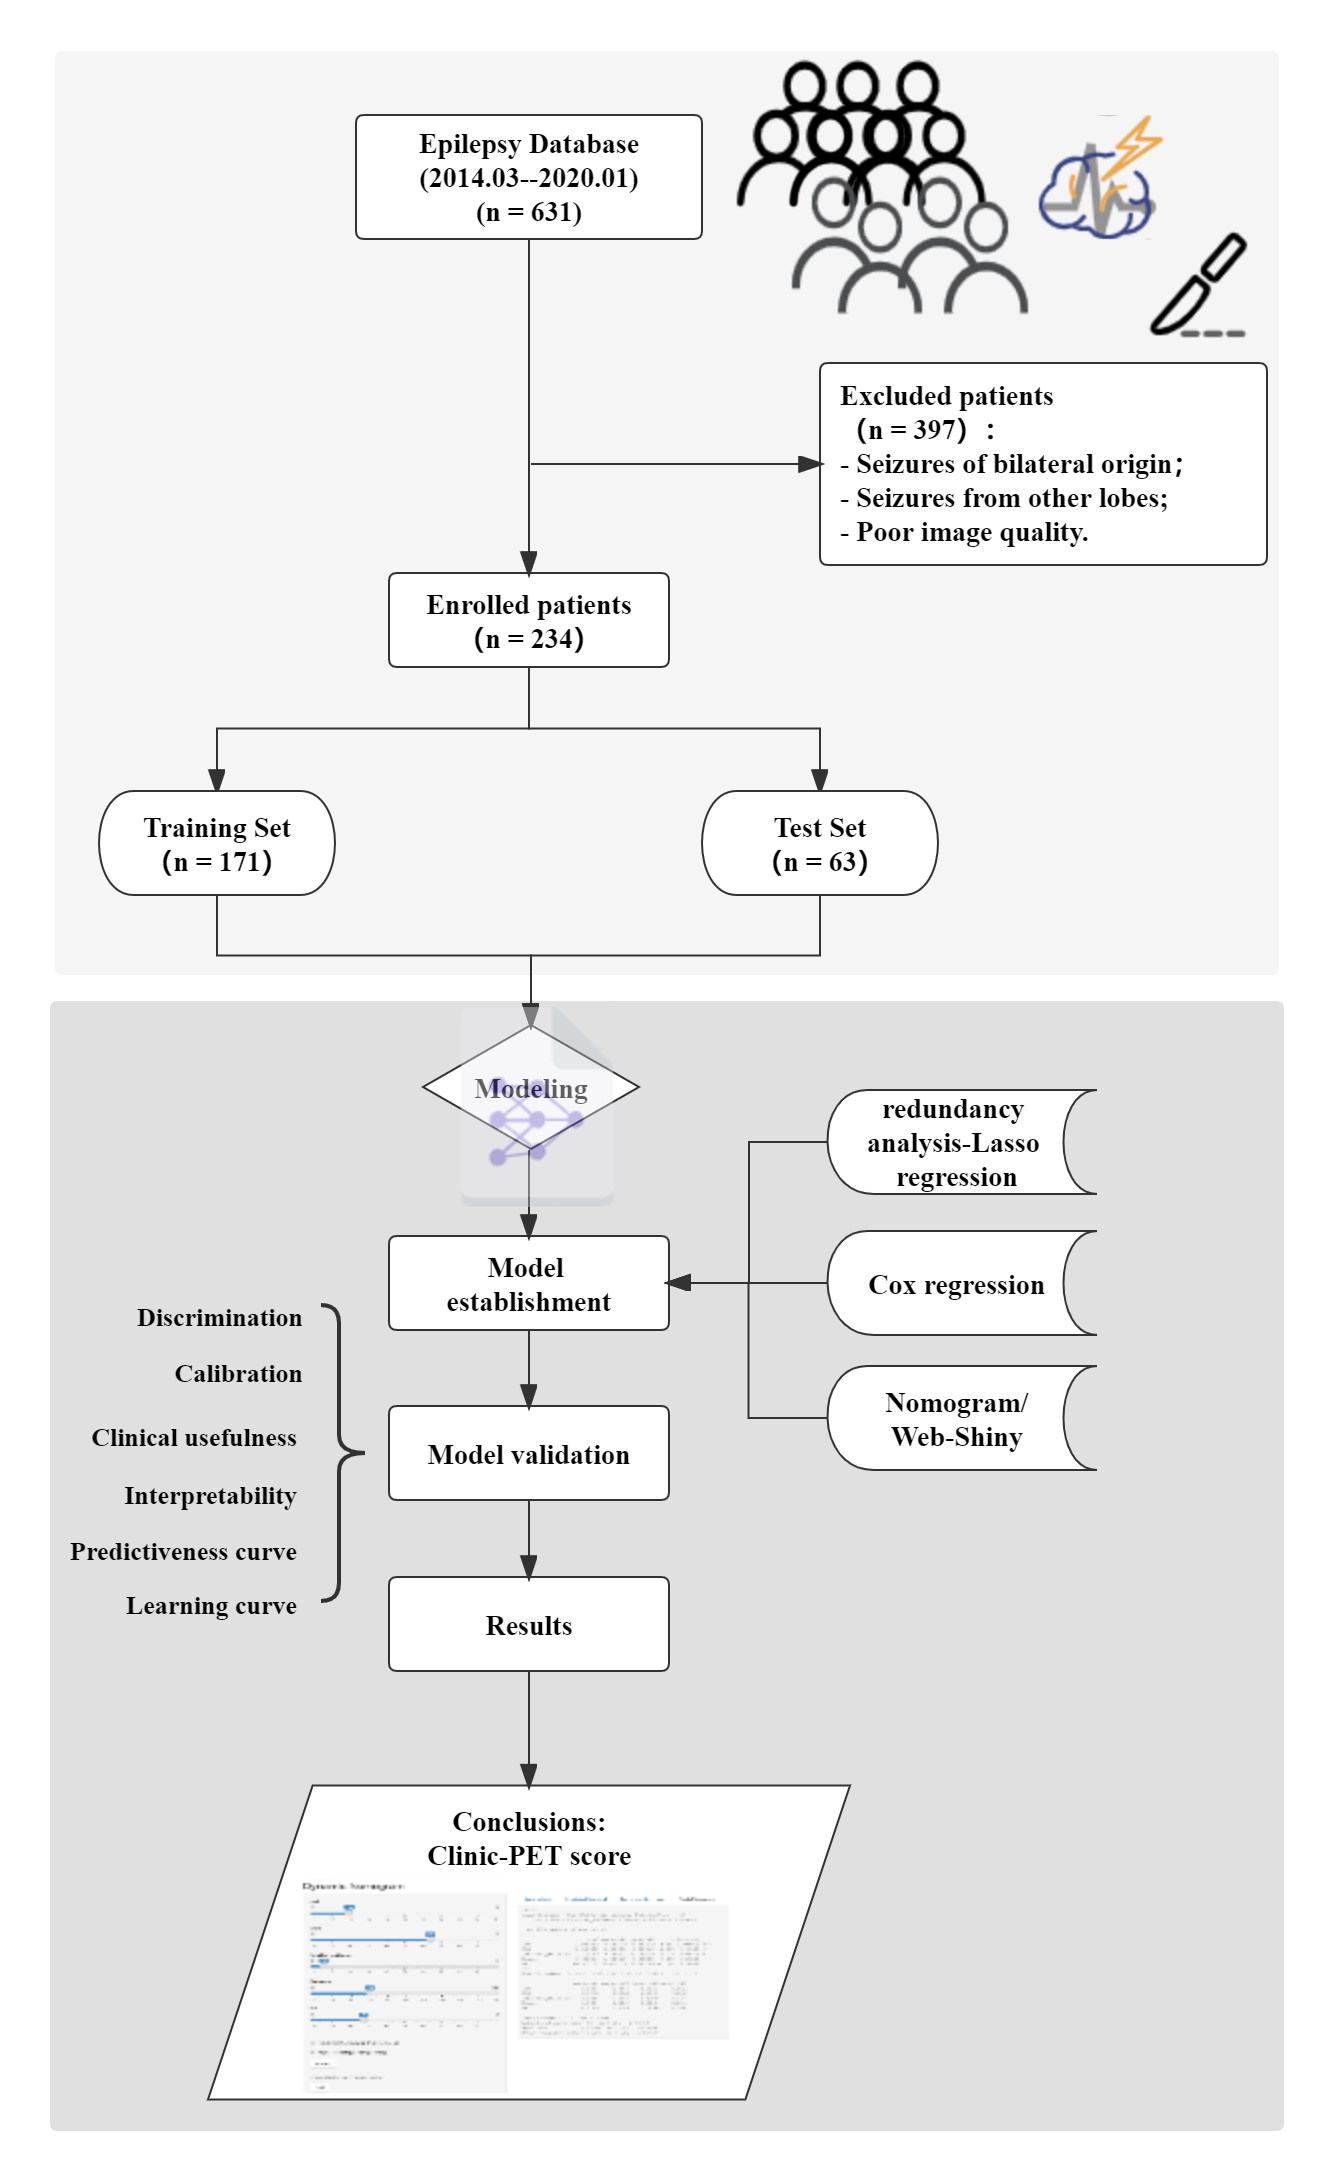 Epilepsy Database
(2014.03--2020.01)
(n = 631)
Excluded patients
（n = 397）：
- Seizures of bilateral origin；
- Seizures from other lobes;
- Poor image quality.
Enrolled patients
（n = 234）
Training Set
（n = 171）
Test Set
（n = 63）
Modeling
redundancy
analysis-Lasso
regression
Model
establishment
Cox regression
Nomogram/
Web-Shiny
Discrimination
Calibration
Clinical usefulness
Interpretability
Predictiveness curve
Learning curve
Model validation
Results
Conclusions:
Clinic-PET score
Dynamic Nomogram